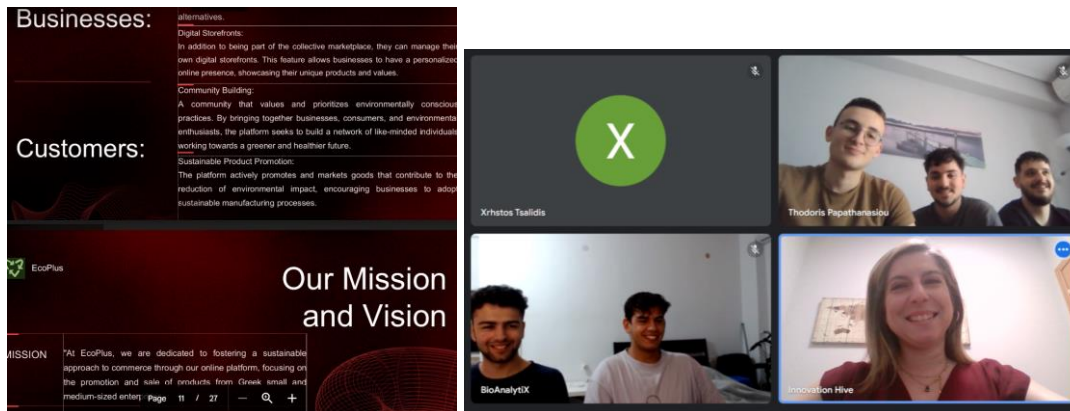 Businesses:
alternatives.
Digital Storefronts:
In addition to being part of the collective marketplace, they can manage their
own digital storefronts. This feature allows businesses to have a personalized
online presence, showcasing their unique products and values.
Community Building:
A community that values and prioritizes environmentally conscious
practices. By bringing together businesses, consumers, and environmental
enthusiasts, the platform seeks to build a network of like-minded individuals
working towards a greener and healthier future.
Customers:
Sustainable Product Promotion:
The platform actively promotes and markets goods that contribute to the
reduction of environmental impact, encouraging businesses to adopt
sustainable manufacturing processes.
EcoPlus
Our Mission
and Vision
MISSION
"At EcoPlus, we are dedicated to fostering a sustainable
approach to commerce through our online platform, focusing on
the promotion and sale of products from Greek small and
medium-sized enter
Page 11 / 27
X
Xrhstos Tsalidis
Thodoris Papathanasiou
BioAnalytiX
Innovation Hive